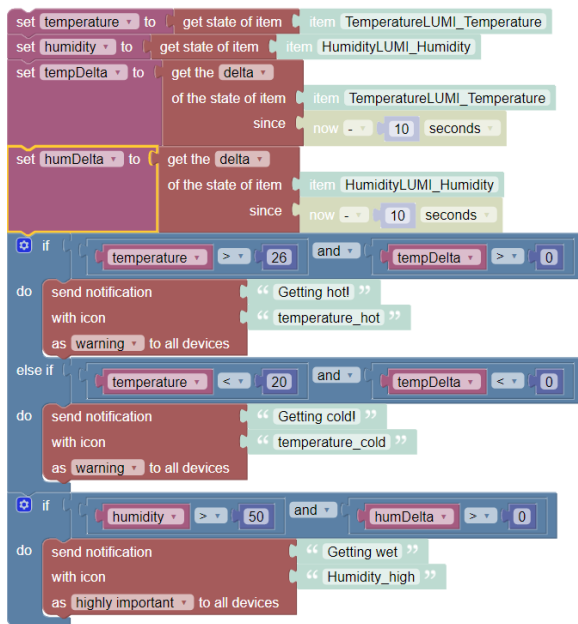 set temperature to get state of item item TemperatureLUMI_Temperature
set humidity to get state of item item HumidityLUMI_Humidity
set tempDelta to get the delta
of the state of item item TemperatureLUMI_Temperature
since now - 10 seconds
set humDelta to get the delta
of the state of item item HumidityLUMI_Humidity
since now - 10 seconds
if temperature > 26 and tempDelta > 0
do send notification “ Getting hot! ”
with icon “ temperature_hot ”
as warning to all devices
else if temperature < 20 and tempDelta < 0
do send notification “ Getting cold! ”
with icon “ temperature_cold ”
as warning to all devices
if humidity > 50 and humDelta > 0
do send notification “ Getting wet ”
with icon “ Humidity_high ”
as highly important to all devices